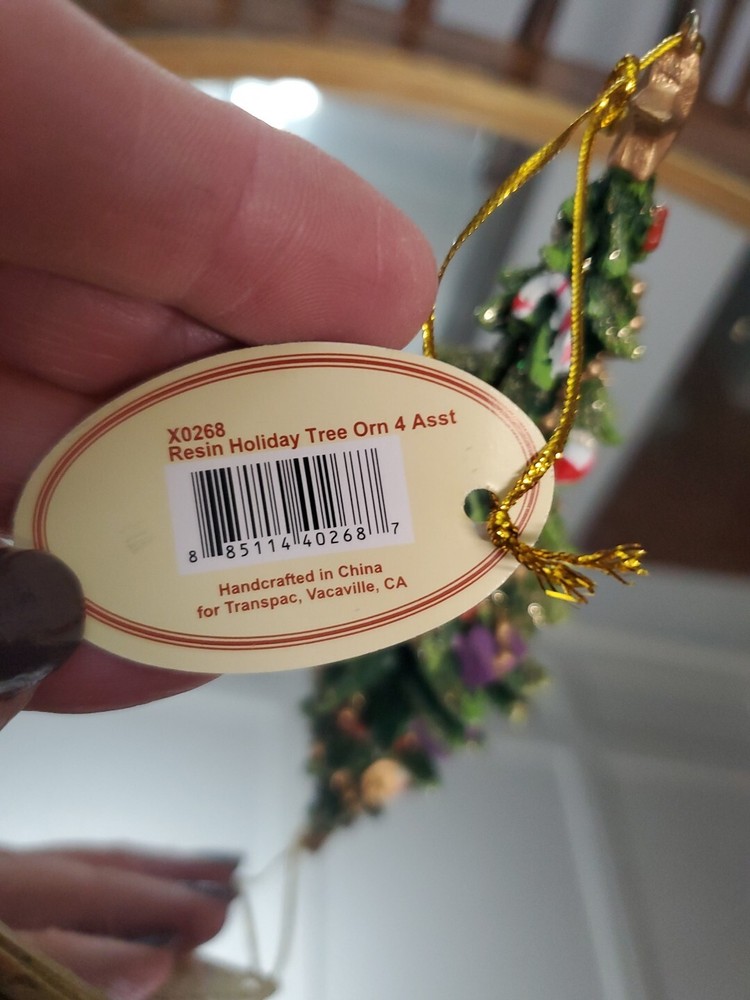 X0268
Resin Holiday Tree Orn 4 Asst
8 85114 40268 7
Handcrafted in China
for Transpac, Vacaville, CA